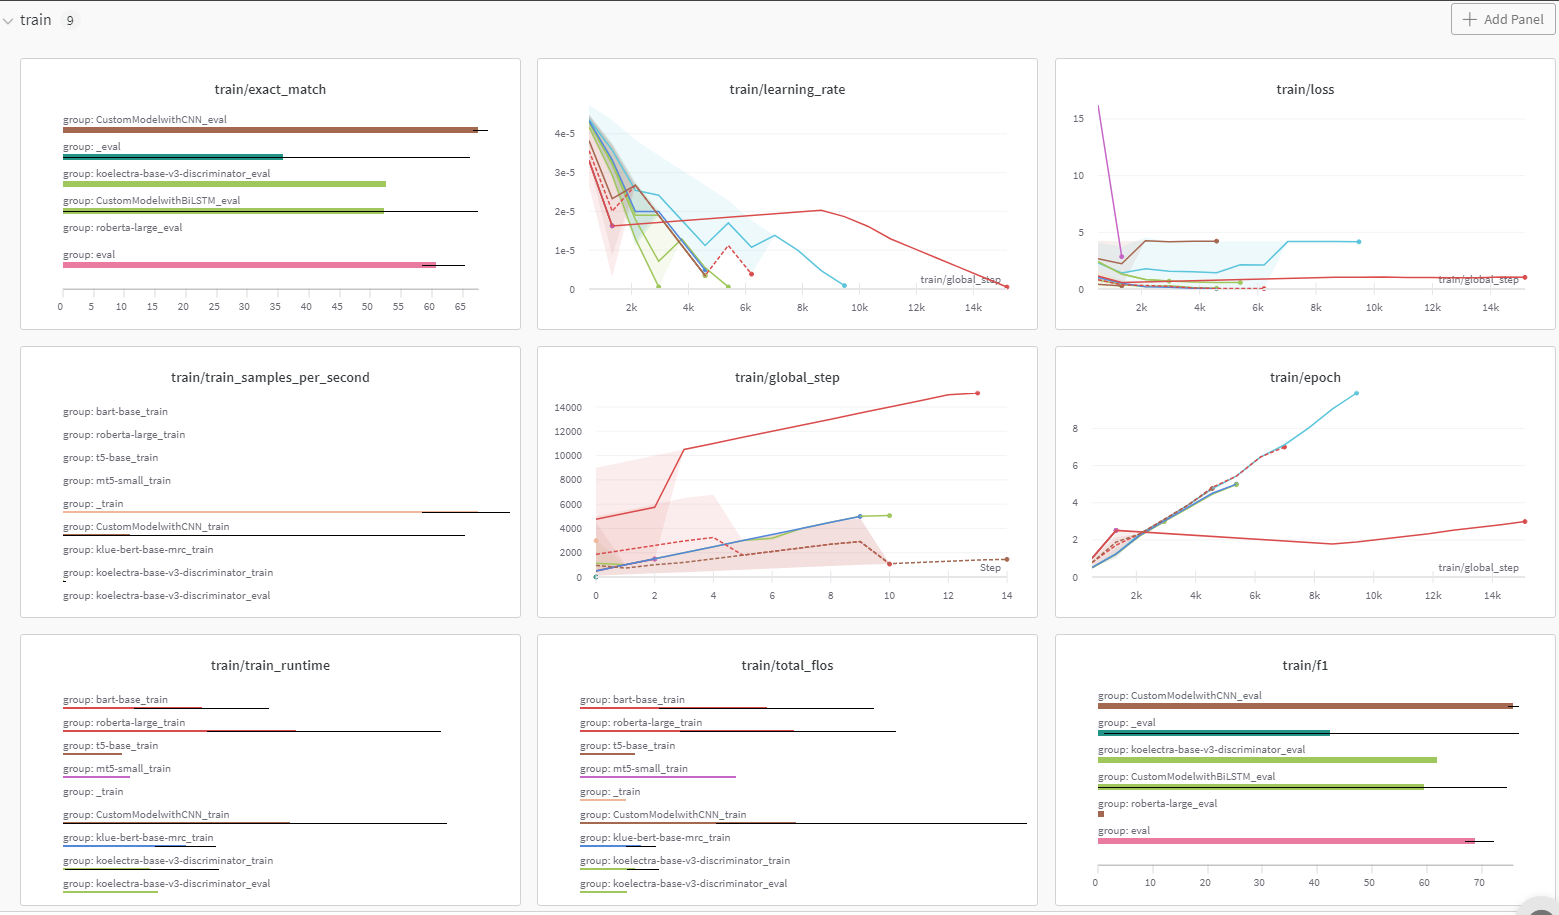 train 9
Add Panel
train/exact_match
group: CustomModelwithCNN_eval
group: _eval
group: koelectra-base-v3-discriminator_eval
group: CustomModelwithBiLSTM_eval
group: roberta-large_eval
group: eval
0 5 10 15 20 25 30 35 40 45 50 55 60 65
train/learning_rate
4e-5
3e-5
2e-5
1e-5
0
train/global_step
2k 4k 6k 8k 10k 12k 14k
train/loss
15
10
5
0
train/global_step
2k 4k 6k 8k 10k 12k 14k
train/train_samples_per_second
group: bart-base_train
group: roberta-large_train
group: t5-base_train
group: mt5-small_train
group: _train
group: CustomModelwithCNN_train
group: klue-bert-base-mrc_train
group: koelectra-base-v3-discriminator_train
group: koelectra-base-v3-discriminator_eval
train/global_step
14000
12000
10000
8000
6000
4000
2000
0
Step
0 2 4 6 8 10 12 14
train/epoch
8
6
4
2
0
train/global_step
2k 4k 6k 8k 10k 12k 14k
train/train_runtime
group: bart-base_train
group: roberta-large_train
group: t5-base_train
group: mt5-small_train
group: _train
group: CustomModelwithCNN_train
group: klue-bert-base-mrc_train
group: koelectra-base-v3-discriminator_train
group: koelectra-base-v3-discriminator_eval
train/total_flos
group: bart-base_train
group: roberta-large_train
group: t5-base_train
group: mt5-small_train
group: _train
group: CustomModelwithCNN_train
group: klue-bert-base-mrc_train
group: koelectra-base-v3-discriminator_train
group: koelectra-base-v3-discriminator_eval
train/f1
group: CustomModelwithCNN_eval
group: _eval
group: koelectra-base-v3-discriminator_eval
group: CustomModelwithBiLSTM_eval
group: roberta-large_eval
group: eval
0 10 20 30 40 50 60 70